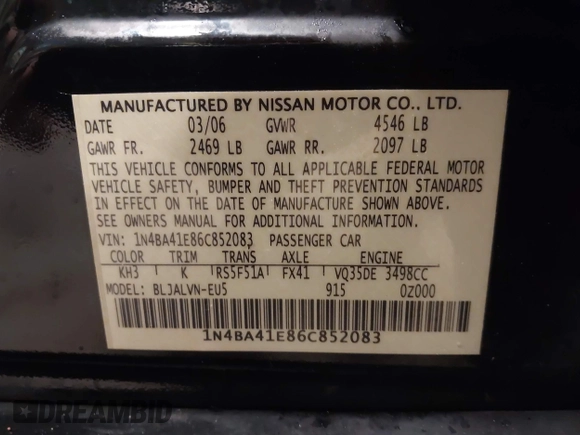 MANUFACTURED BY NISSAN MOTOR CO., LTD.
DATE 03/06 GVWR 4546 LB
GAWR FR. 2469 LB GAWR RR. 2097 LB
THIS VEHICLE CONFORMS TO ALL APPLICABLE FEDERAL MOTOR
VEHICLE SAFETY, BUMPER AND THEFT PREVENTION STANDARDS
IN EFFECT ON THE DATE OF MANUFACTURE SHOWN ABOVE.
SEE OWNERS MANUAL FOR ADDITIONAL INFORMATION.
VIN: 1N4BA41E86C852083 PASSENGER CAR
COLOR TRIM TRANS AXLE ENGINE
KH3 K RS5F51A FX41 VQ35DE 3498CC
MODEL: BLJALVN-EU5 915 0Z000
1N4BA41E86C852083
DREAMBID